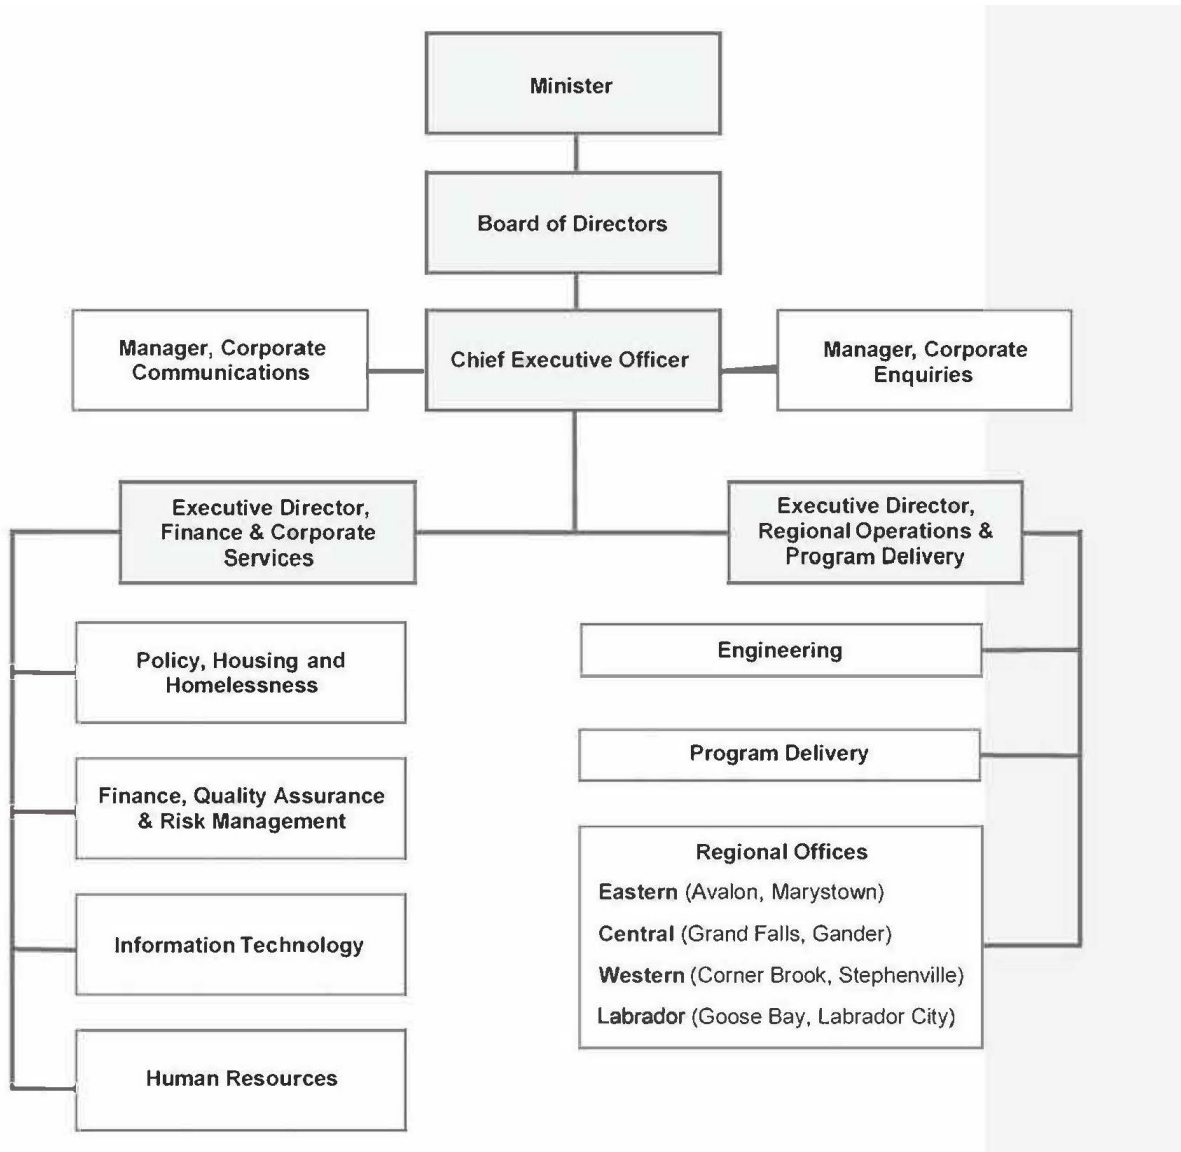 Minister
Board of Directors
Manager, Corporate
Communications
Chief Executive Officer
Manager, Corporate
Enquiries
Executive Director,
Finance & Corporate
Services
Executive Director,
Regional Operations &
Program Delivery
Policy, Housing and
Homelessness
Finance, Quality Assurance
& Risk Management
Information Technology
Human Resources
Engineering
Program Delivery
Regional Offices
Eastern (Avalon, Marystown)
Central (Grand Falls, Gander)
Western (Corner Brook, Stephenville)
Labrador (Goose Bay, Labrador City)